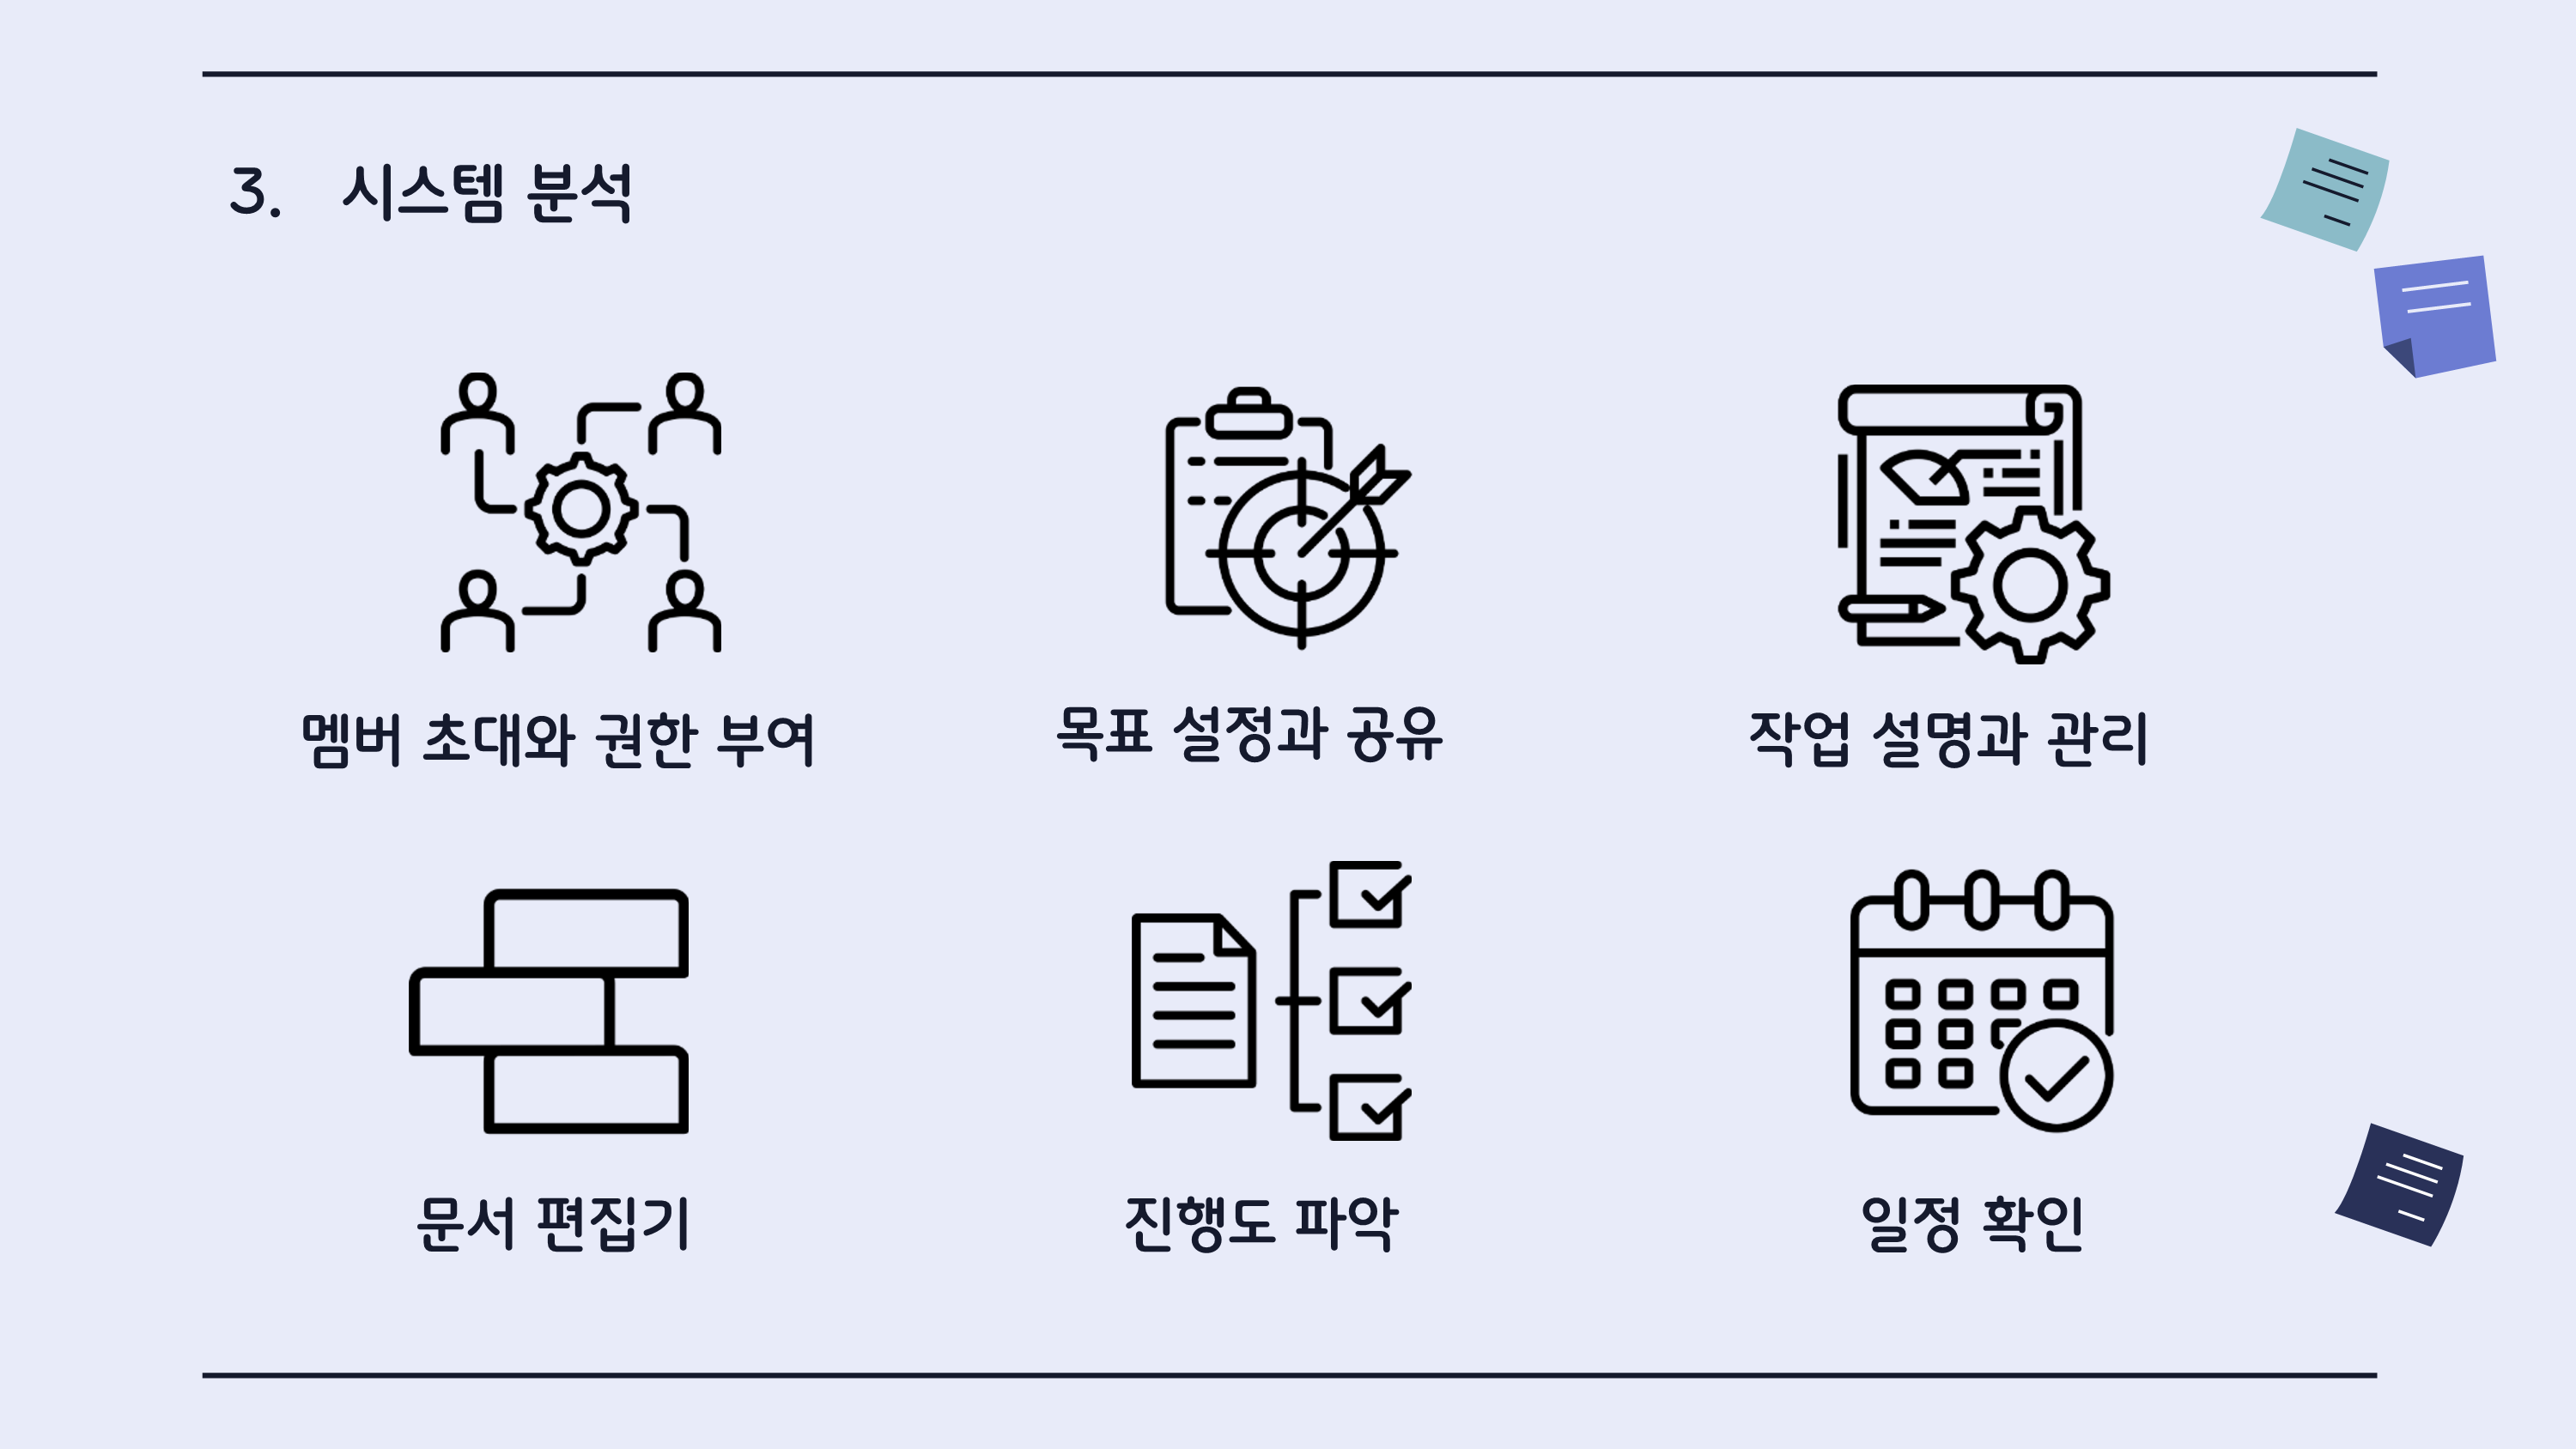 3. 시스템 분석
멤버 초대와 권한 부여
목표 설정과 공유
작업 설명과 관리
문서 편집기
진행도 파악
일정 확인